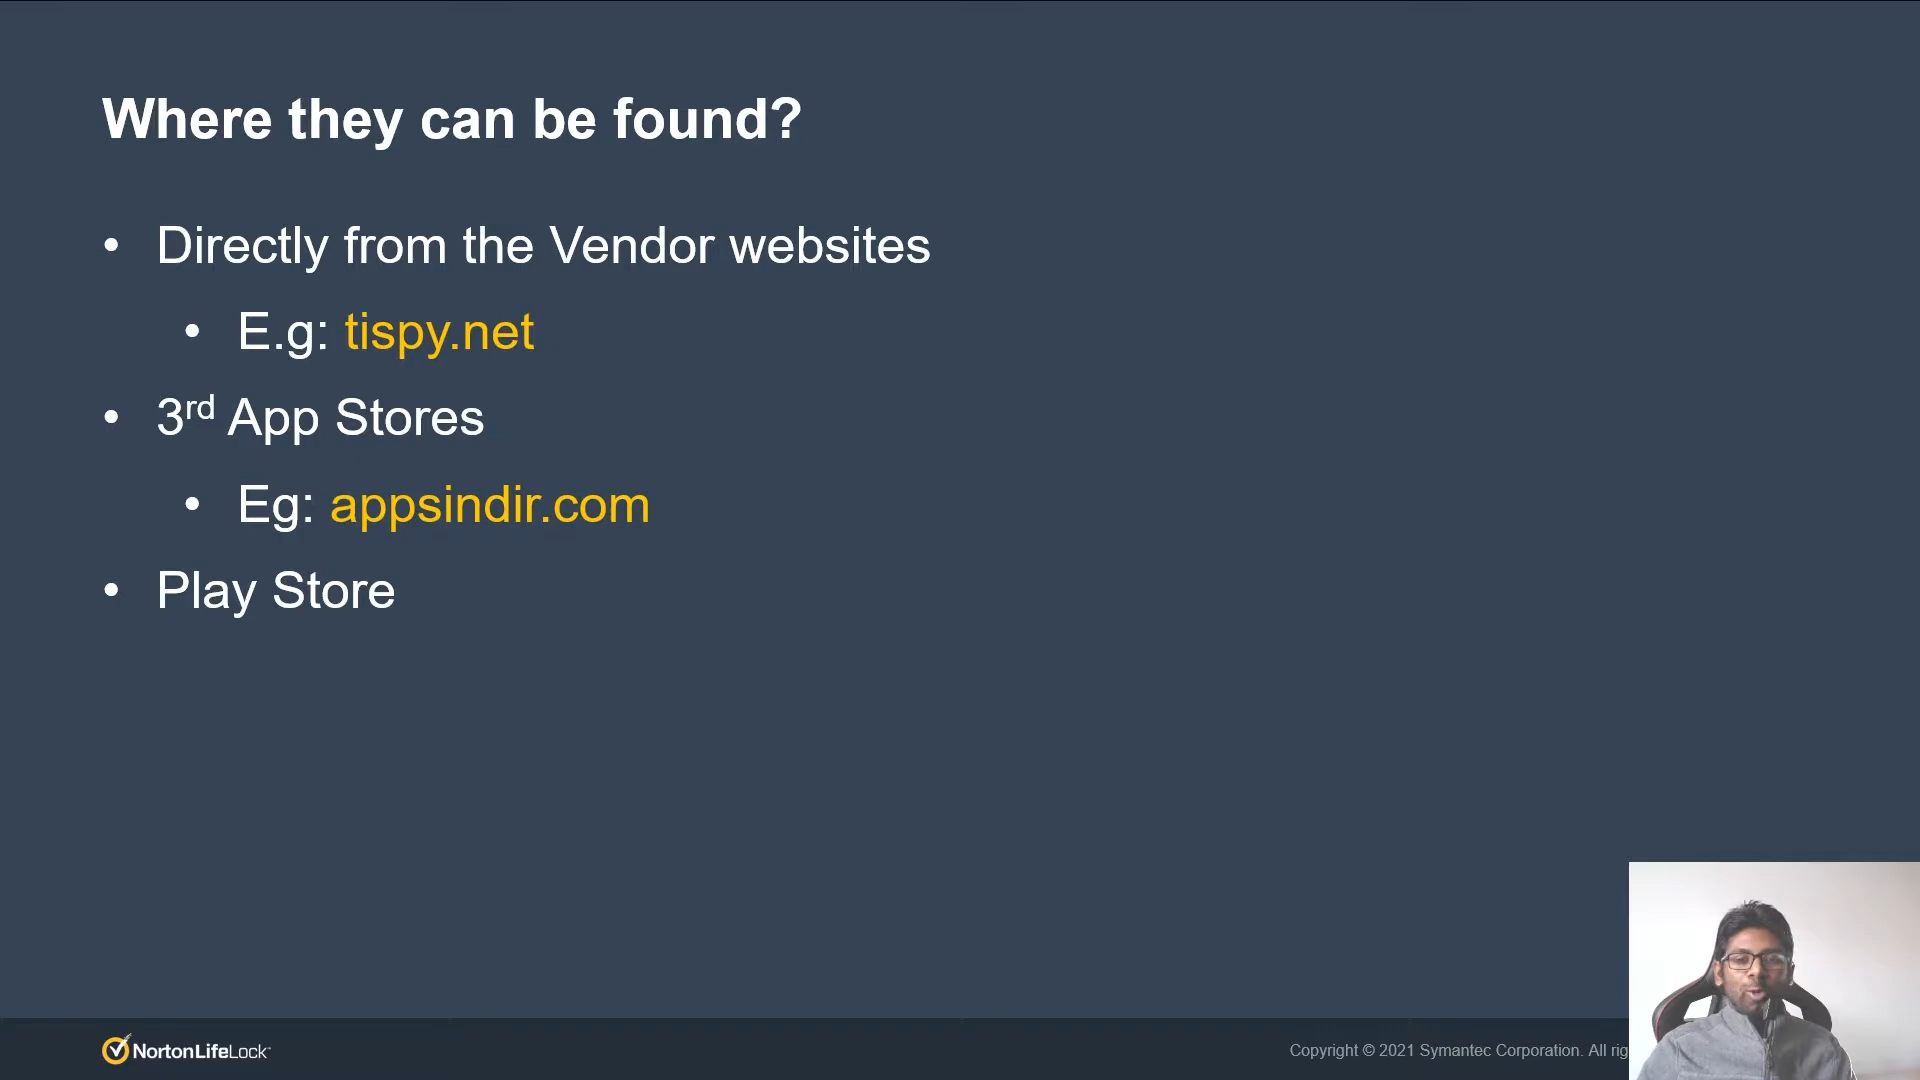 Where they can be found?
• Directly from the Vendor websites
• E.g: tispy.net
• 3rd App Stores
• Eg: appsindir.com
• Play Store
NortonLifeLock
Copyright © 2021 Symantec Corporation. All rig